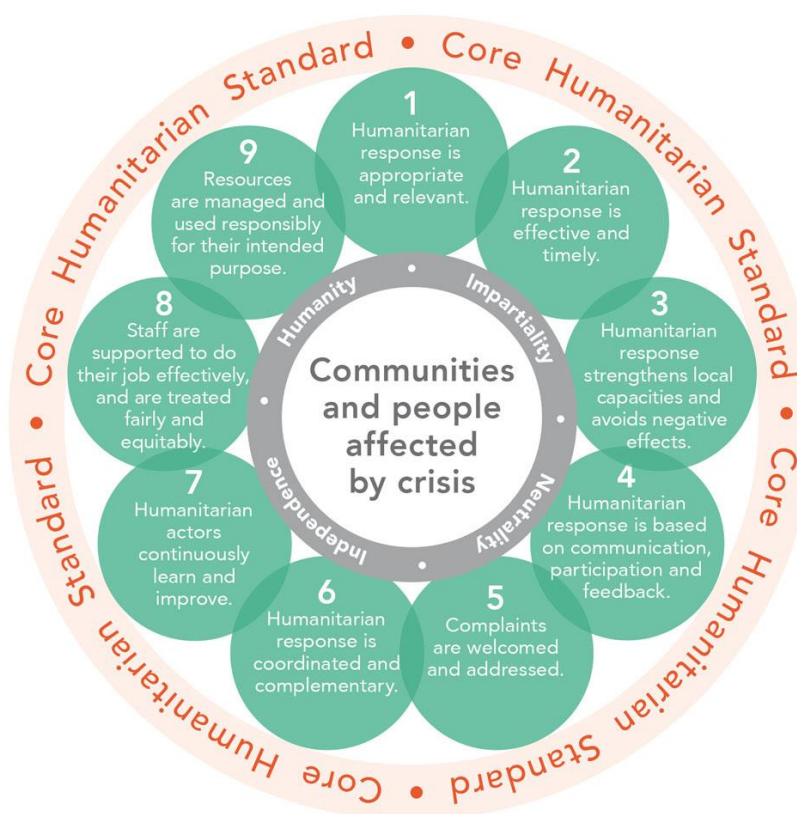 Core Humanitarian Standard • Core Humanitarian Standard • Core Humanitarian Standard • Core Humanitarian Standard •
1
Humanitarian
response is
appropriate
and relevant.
2
Humanitarian
response is
effective and
timely.
3
Humanitarian
response
strengthens local
capacities and
avoids negative
effects.
4
Humanitarian
response is based
on communication,
participation and
feedback.
5
Complaints
are welcomed
and addressed.
6
Humanitarian
response is
coordinated and
complementary.
7
Humanitarian
actors
continuously
learn and
improve.
8
Staff are
supported to do
their job effectively,
and are treated
fairly and
equitably.
9
Resources
are managed and
used responsibly
for their intended
purpose.
Humanity • Impartiality • Neutrality • Independence •
Communities
and people
affected
by crisis